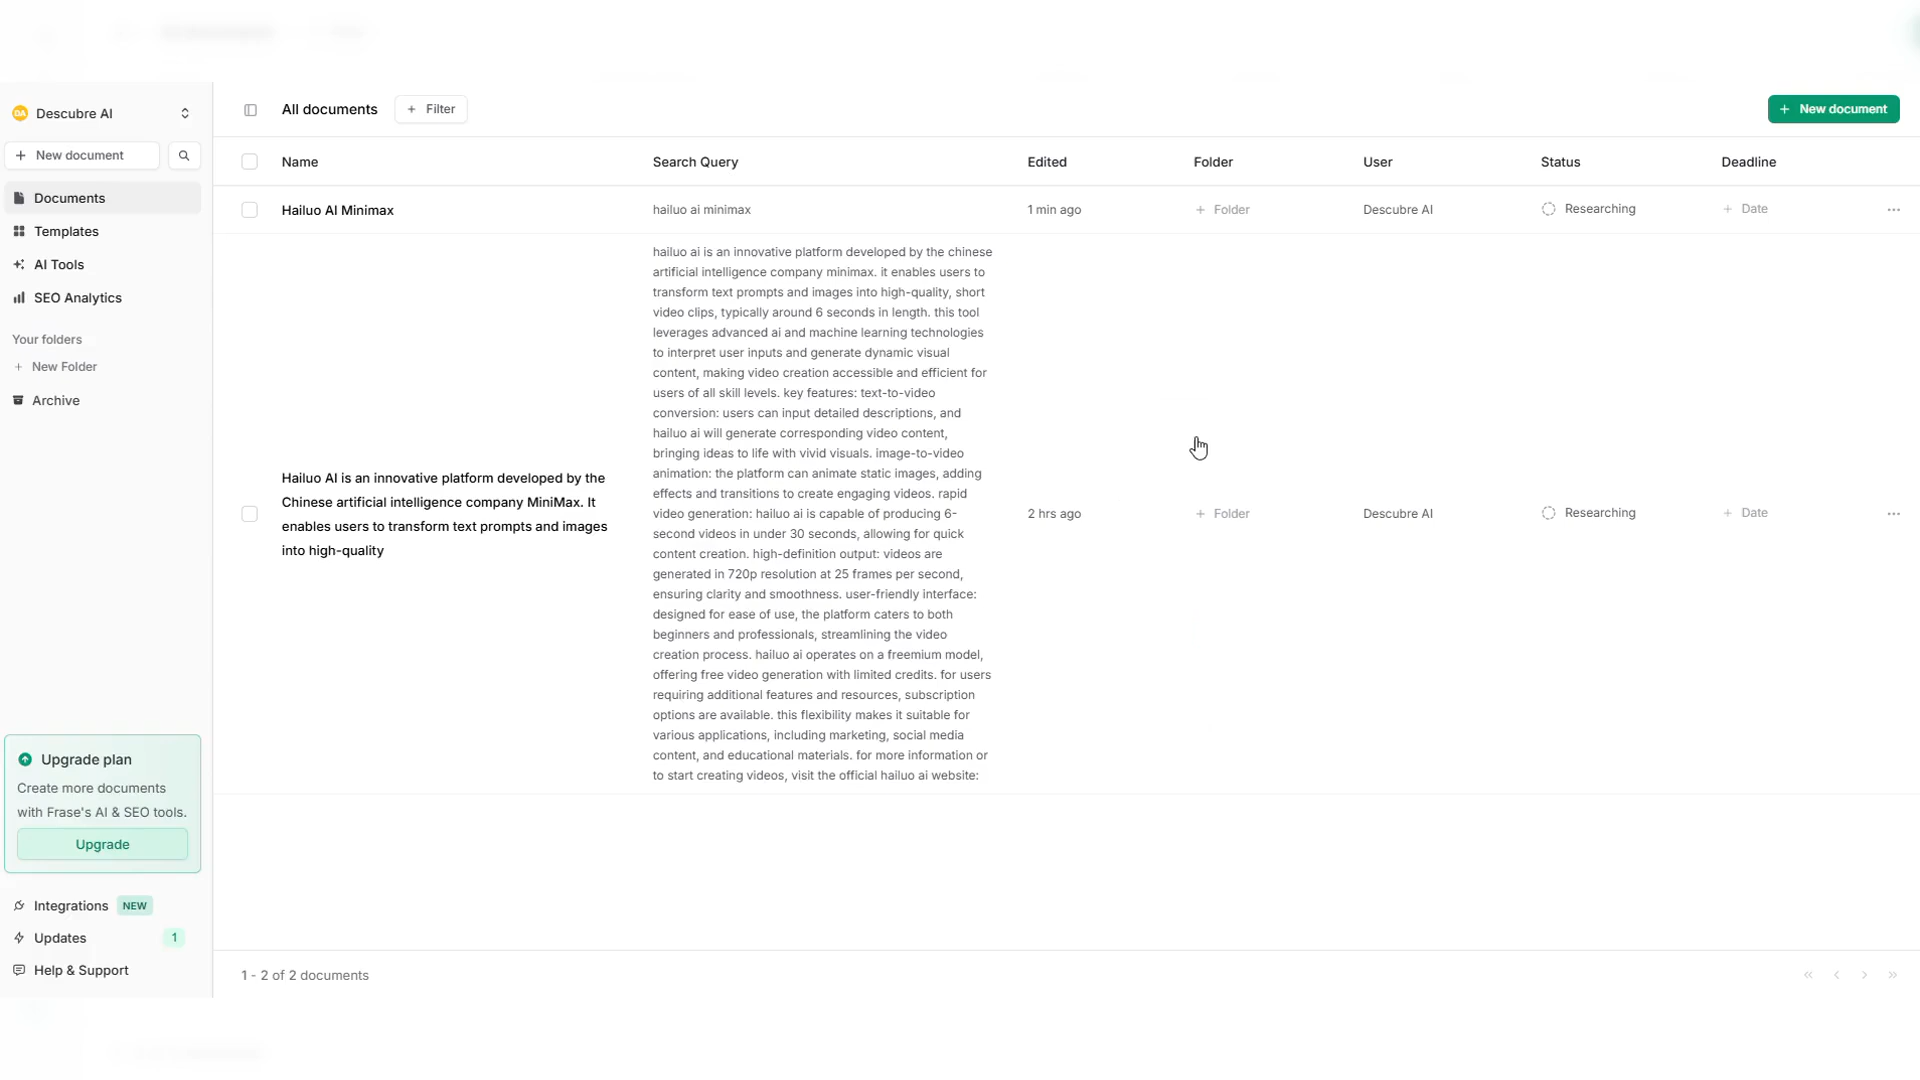 DA Descubre AI
+ New document
Documents
Templates
AI Tools
SEO Analytics
Your folders
+ New Folder
Archive
Upgrade plan
Create more documents
with Frase's AI & SEO tools.
Upgrade
Integrations NEW
Updates 1
Help & Support
All documents + Filter + New document
Name Search Query Edited Folder User Status Deadline
Hailuo AI Minimax hailuo ai minimax 1 min ago + Folder Descubre AI Researching + Date ...
Hailuo AI is an innovative platform developed by the
Chinese artificial intelligence company MiniMax. It
enables users to transform text prompts and images
into high-quality
hailuo ai is an innovative platform developed by the chinese
artificial intelligence company minimax. it enables users to
transform text prompts and images into high-quality, short
video clips, typically around 6 seconds in length. this tool
leverages advanced ai and machine learning technologies
to interpret user inputs and generate dynamic visual
content, making video creation accessible and efficient for
users of all skill levels. key features: text-to-video
conversion: users can input detailed descriptions, and
hailuo ai will generate corresponding video content,
bringing ideas to life with vivid visuals. image-to-video
animation: the platform can animate static images, adding
effects and transitions to create engaging videos. rapid
video generation: hailuo ai is capable of producing 6-
second videos in under 30 seconds, allowing for quick
content creation. high-definition output: videos are
generated in 720p resolution at 25 frames per second,
ensuring clarity and smoothness. user-friendly interface:
designed for ease of use, the platform caters to both
beginners and professionals, streamlining the video
creation process. hailuo ai operates on a freemium model,
offering free video generation with limited credits. for users
requiring additional features and resources, subscription
options are available. this flexibility makes it suitable for
various applications, including marketing, social media
content, and educational materials. for more information or
to start creating videos, visit the official hailuo ai website:
2 hrs ago + Folder Descubre AI Researching + Date ...
1 - 2 of 2 documents « ‹ › »